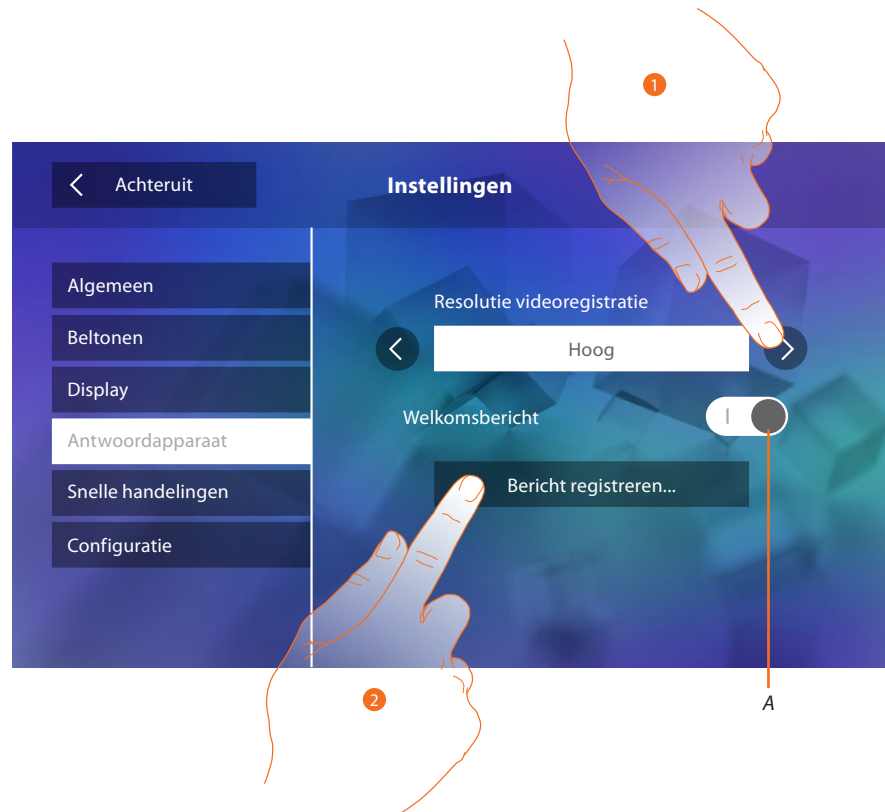 1
Achteruit
Instellingen
Algemeen
Beltonen
Display
Antwoordapparaat
Snelle handelingen
Configuratie
Resolutie videoregistratie
Hoog
Welkomsbericht
Bericht registreren...
2
A